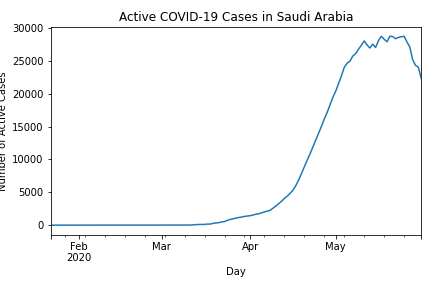 Active COVID-19 Cases in Saudi Arabia
30000
25000
20000
15000
10000
5000
0
Number of Active Cases
Feb
2020
Mar
Apr
May
Day